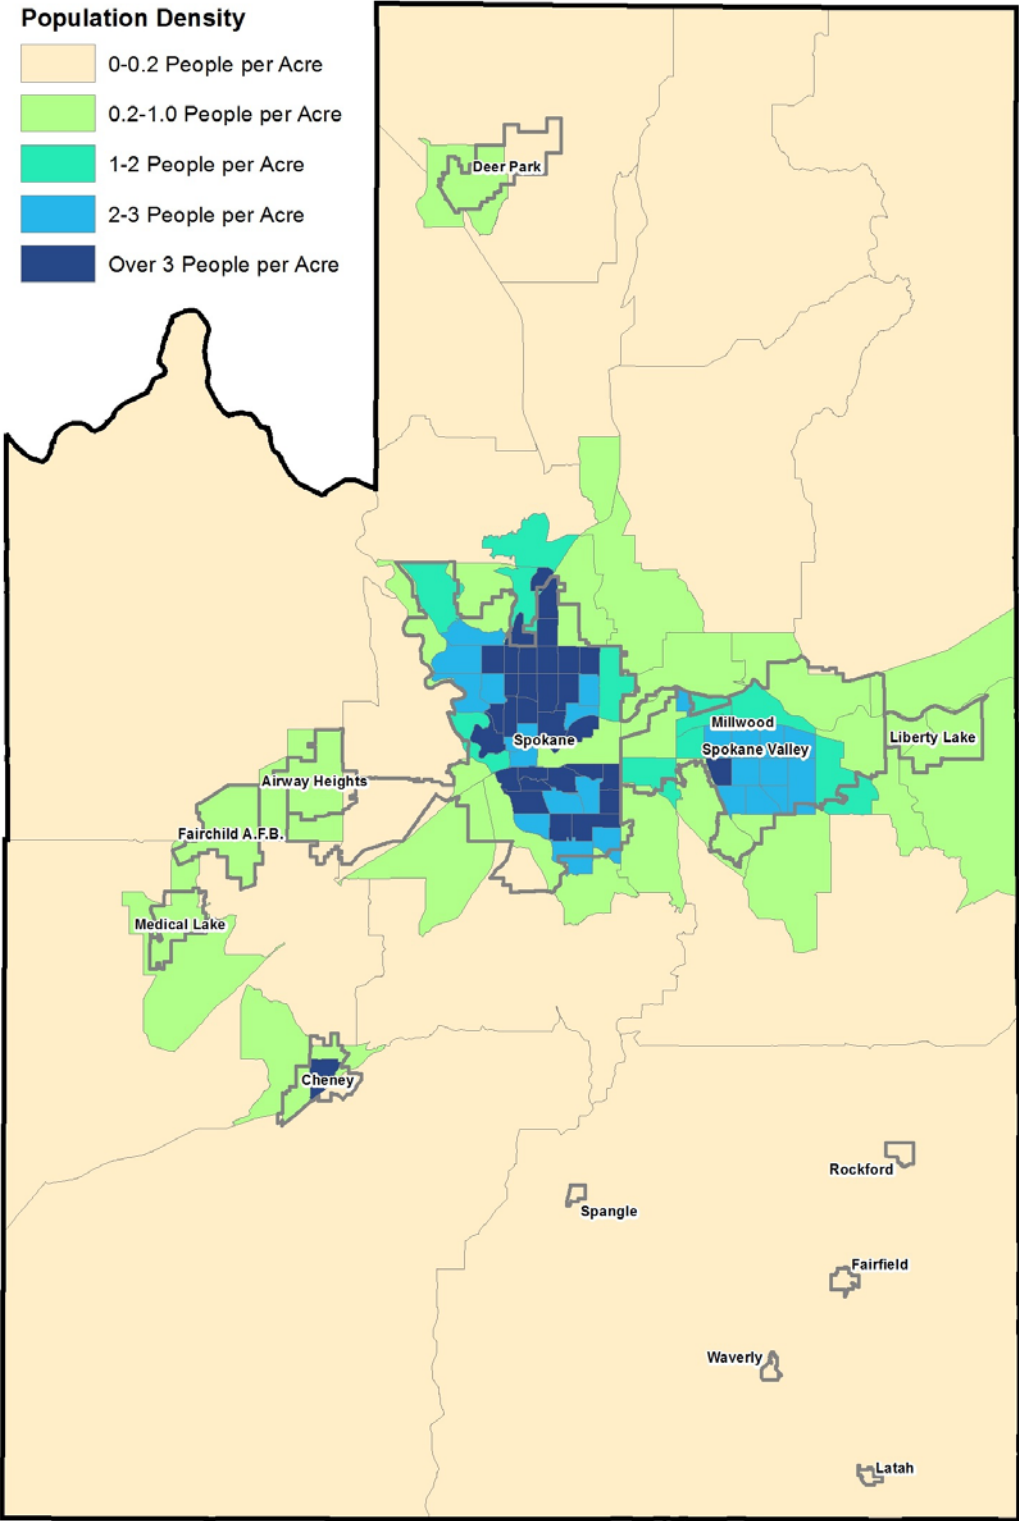 Population Density
0-0.2 People per Acre
0.2-1.0 People per Acre
1-2 People per Acre
2-3 People per Acre
Over 3 People per Acre
Deer Park
Millwood
Spokane
Liberty Lake
Spokane Valley
Airway Heights
Fairchild A.F.B.
Medical Lake
Cheney
Rockford
Spangle
Fairfield
Waverly
Latah